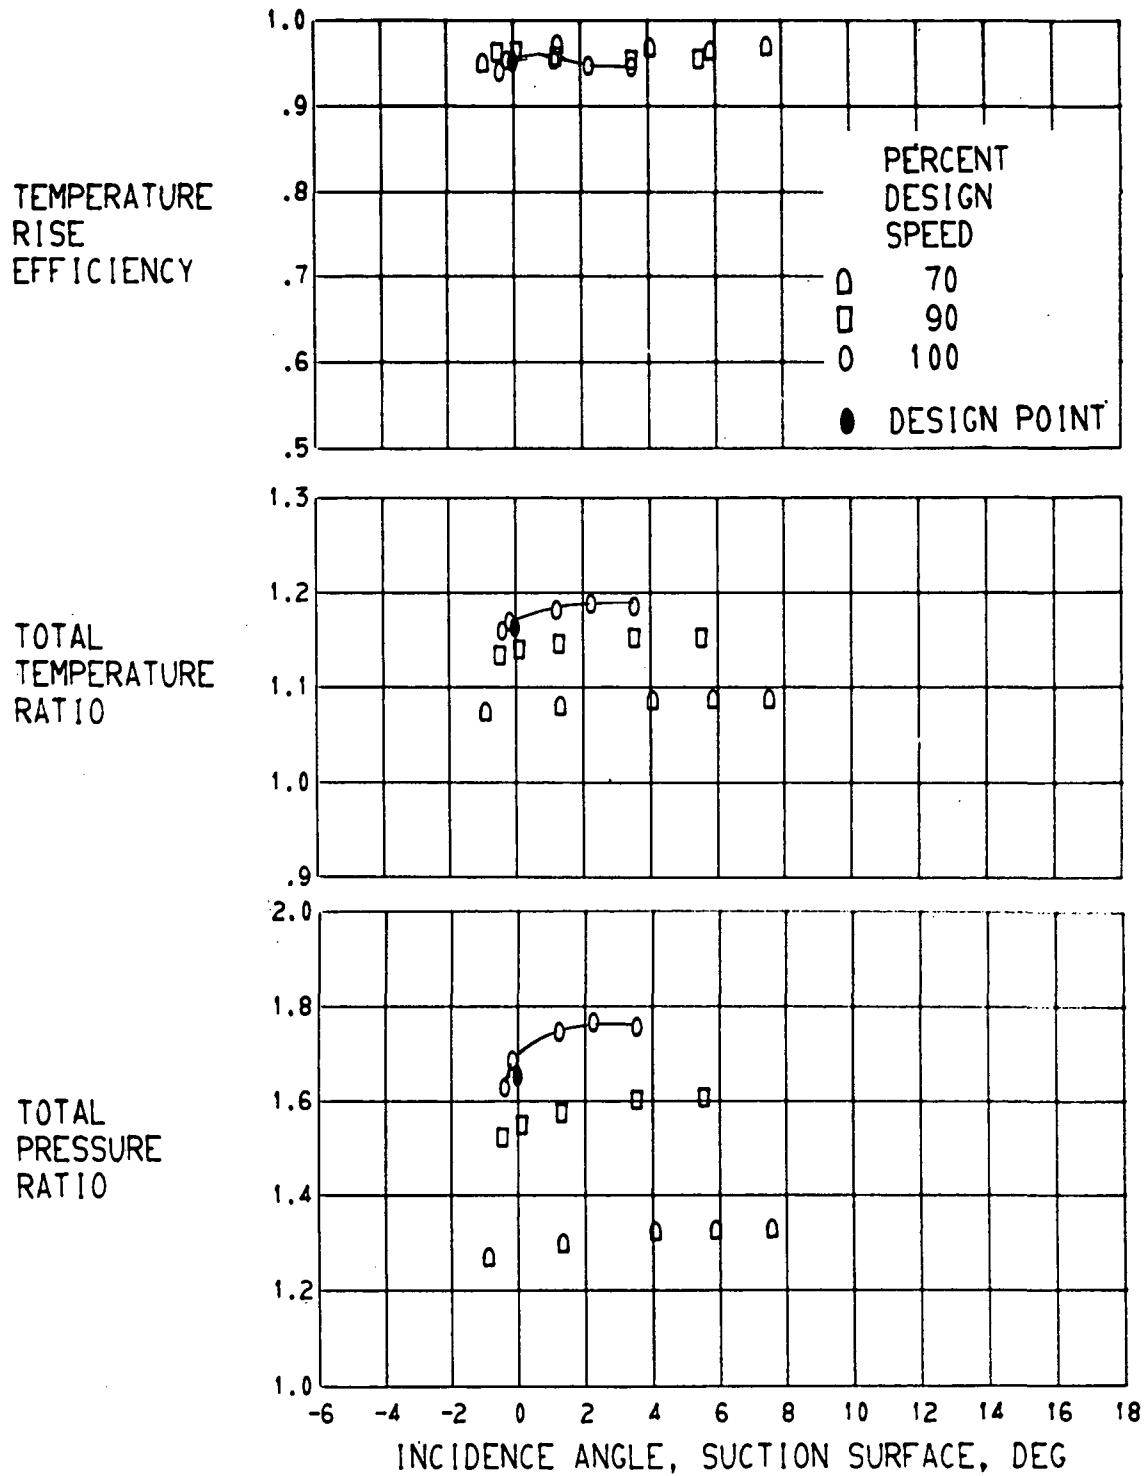 TEMPERATURE
RISE
EFFICIENCY
1.0
.9
.8
.7
.6
.5
PERCENT
DESIGN
SPEED
70
90
100
DESIGN POINT
TOTAL
TEMPERATURE
RATIO
1.3
1.2
1.1
1.0
.9
TOTAL
PRESSURE
RATIO
2.0
1.8
1.6
1.4
1.2
1.0
-6 -4 -2 0 2 4 6 8 10 12 14 16 18
INCIDENCE ANGLE, SUCTION SURFACE, DEG